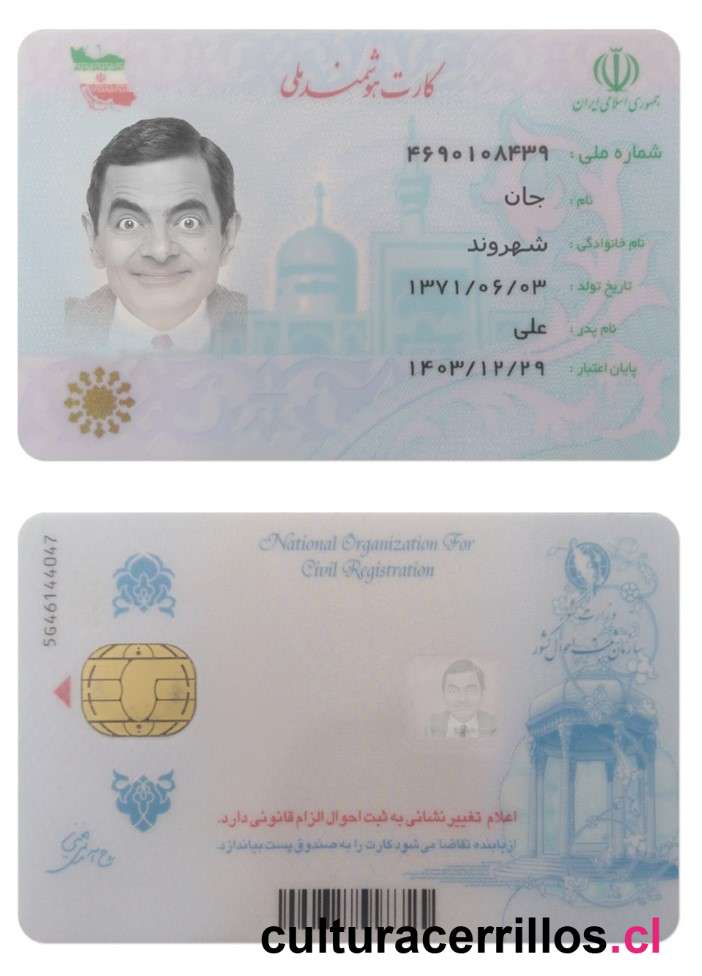 کارت هوشمند ملی
جمهوری اسلامی ایران
شماره ملی: ۴۶۹۰۱۰۸۴۳۹
نام: جان
نام خانوادگی: شهروند
تاریخ تولد: ۱۳۷۱/۰۶/۰۳
نام پدر: علی
پایان اعتبار: ۱۴۰۳/۱۲/۲۹
5G46144047
National Organization For
Civil Registration
وزارت کشور
سازمان ثبت احوال کشور
اعلام تغییر نشانی به ثبت احوال الزام قانونی دارد.
از یابنده تقاضا می شود کارت را به صندوق پست بیاندازد.
culturacerrillos.cl